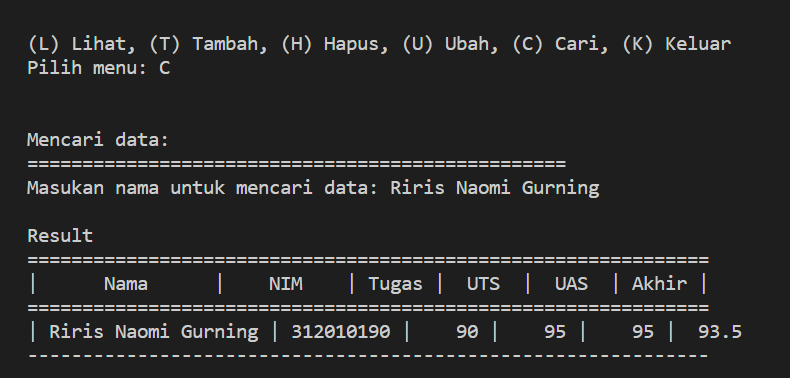 (L) Lihat, (T) Tambah, (H) Hapus, (U) Ubah, (C) Cari, (K) Keluar
Pilih menu: C
Mencari data:
=================================================
Masukan nama untuk mencari data: Riris Naomi Gurning
Result
==============================================================
|      Nama      |    NIM    | Tugas |  UTS  |  UAS  | Akhir |
==============================================================
| Riris Naomi Gurning | 312010190 |    90 |    95 |    95 |  93.5
--------------------------------------------------------------